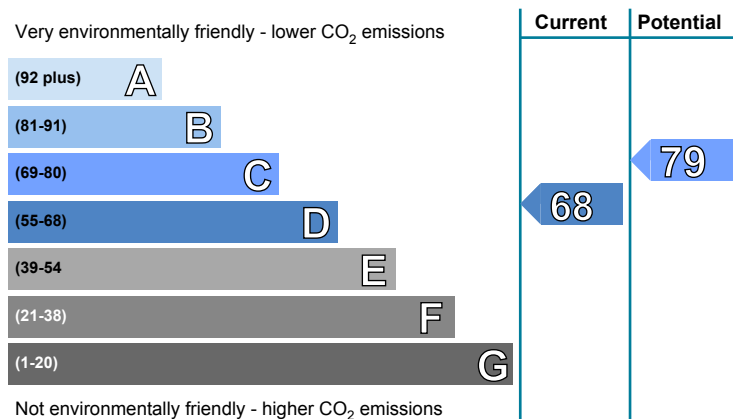 Current Potential
Very environmentally friendly - lower CO₂ emissions
(92 plus) A
(81-91) B
(69-80) C
79
(55-68) D
68
(39-54 E
(21-38) F
(1-20) G
Not environmentally friendly - higher CO₂ emissions